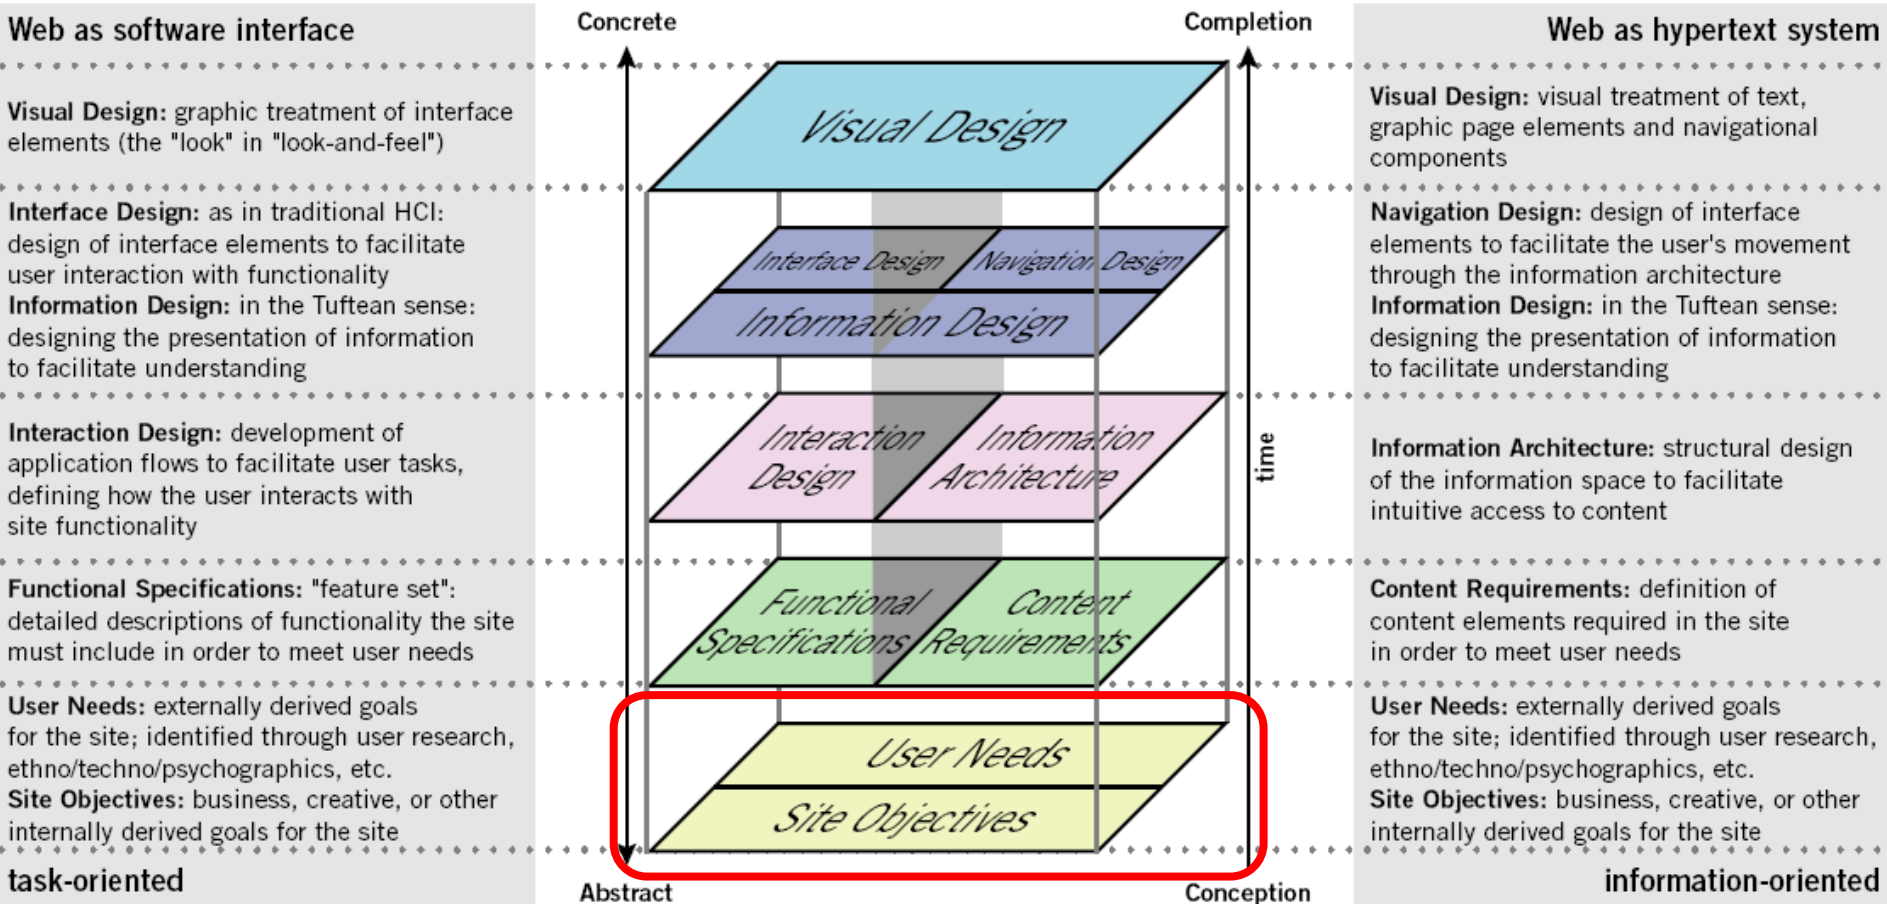 Web as software interface
Visual Design: graphic treatment of interface
elements (the "look" in "look-and-feel")
Interface Design: as in traditional HCI:
design of interface elements to facilitate
user interaction with functionality
Information Design: in the Tuftean sense:
designing the presentation of information
to facilitate understanding
Interaction Design: development of
application flows to facilitate user tasks,
defining how the user interacts with
site functionality
Functional Specifications: "feature set":
detailed descriptions of functionality the site
must include in order to meet user needs
User Needs: externally derived goals
for the site; identified through user research,
ethno/techno/psychographics, etc.
Site Objectives: business, creative, or other
internally derived goals for the site
task-oriented
Concrete
Completion
Visual Design
Interface Design
Navigation Design
Information Design
Interaction
Design
Information
Architecture
time
Functional
Specifications
Content
Requirements
User Needs
Site Objectives
Abstract
Conception
Web as hypertext system
Visual Design: visual treatment of text,
graphic page elements and navigational
components
Navigation Design: design of interface
elements to facilitate the user's movement
through the information architecture
Information Design: in the Tuftean sense:
designing the presentation of information
to facilitate understanding
Information Architecture: structural design
of the information space to facilitate
intuitive access to content
Content Requirements: definition of
content elements required in the site
in order to meet user needs
User Needs: externally derived goals
for the site; identified through user research,
ethno/techno/psychographics, etc.
Site Objectives: business, creative, or other
internally derived goals for the site
information-oriented